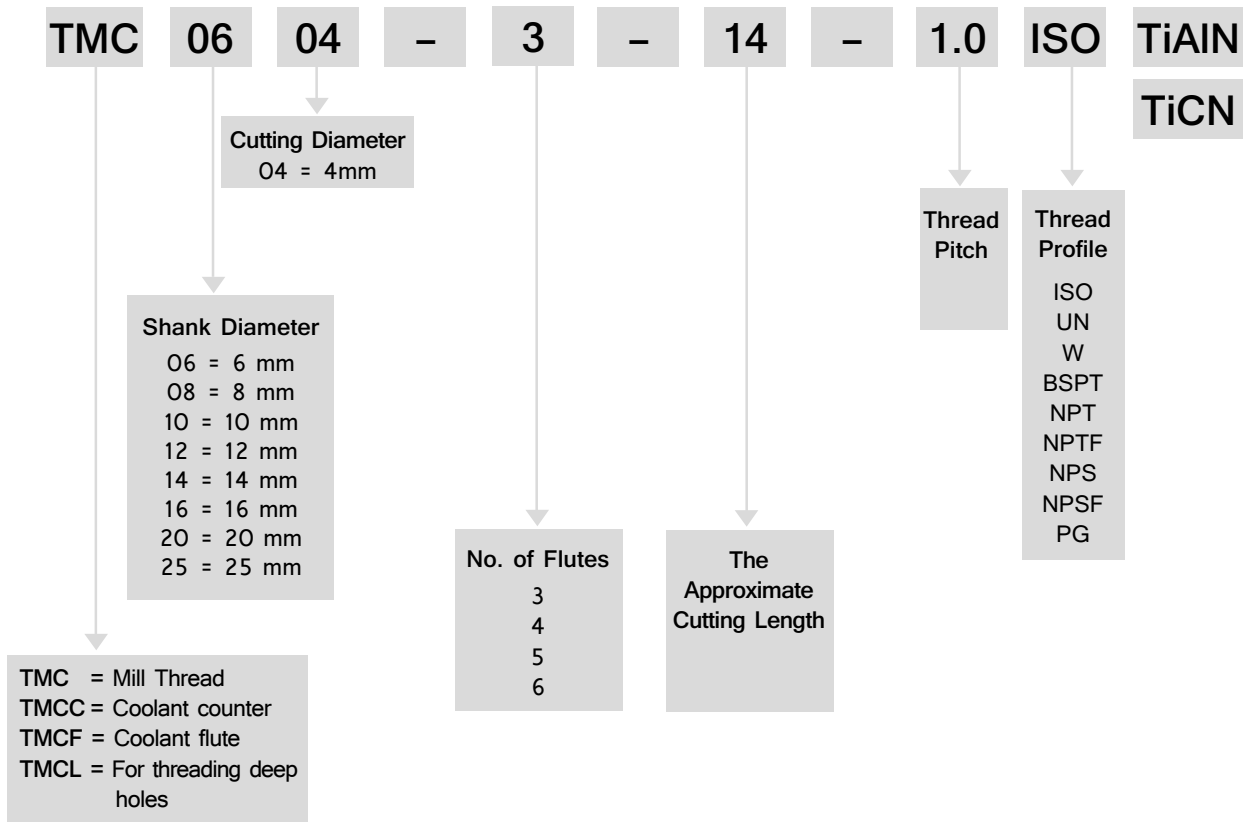 TMC 06 04 – 3 – 14 – 1.0 ISO TiAlN
TiCN
Cutting Diameter
04 = 4mm
Thread
Pitch
Thread
Profile
ISO
UN
W
BSPT
NPT
NPTF
NPS
NPSF
PG
Shank Diameter
06 = 6 mm
08 = 8 mm
10 = 10 mm
12 = 12 mm
14 = 14 mm
16 = 16 mm
20 = 20 mm
25 = 25 mm
No. of Flutes
3
4
5
6
The
Approximate
Cutting Length
TMC = Mill Thread
TMCC = Coolant counter
TMCF = Coolant flute
TMCL = For threading deep
holes